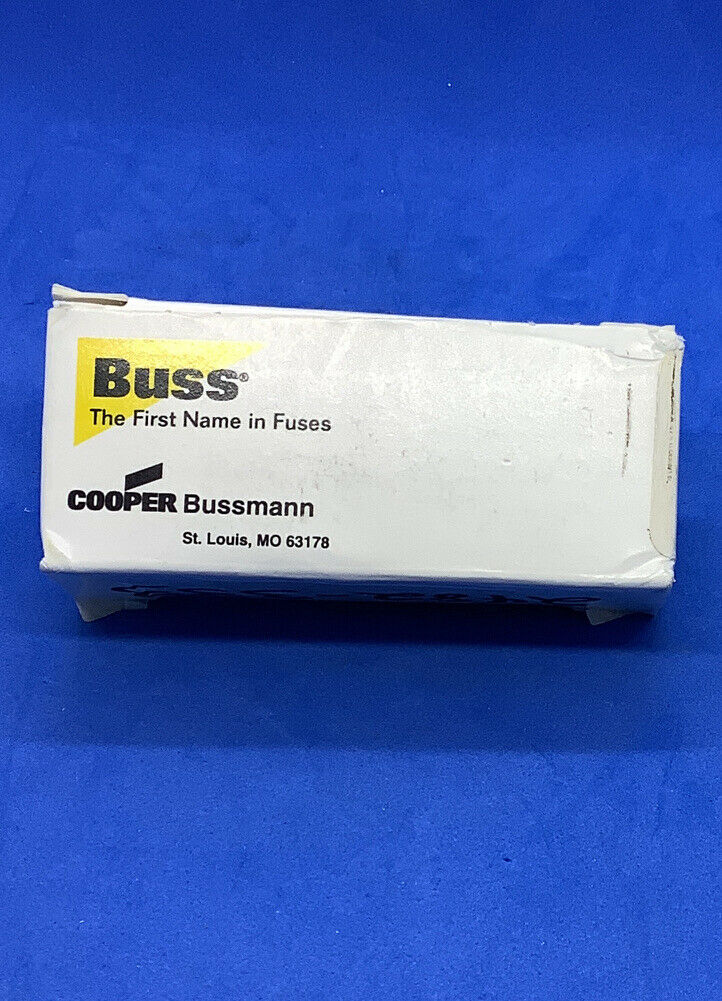 Buss®
The First Name in Fuses
COOPER Bussmann
St. Louis, MO 63178